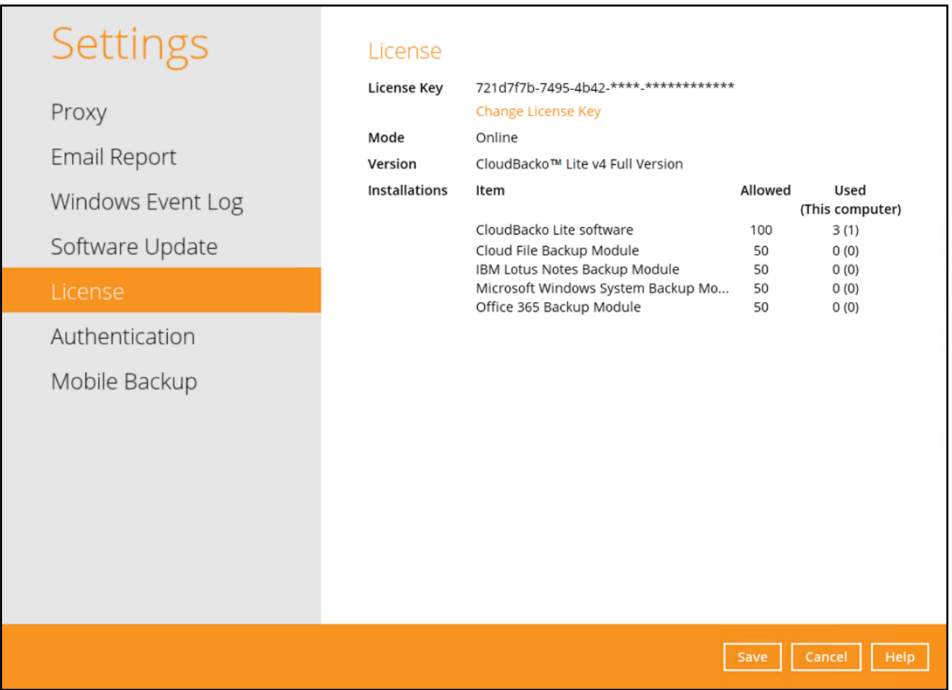 Settings
Proxy
Email Report
Windows Event Log
Software Update
License
Authentication
Mobile Backup
License
License Key 721d7f7b-7495-4b42-****-************
Change License Key
Mode Online
Version CloudBacko™ Lite v4 Full Version
Installations Item Allowed Used
(This computer)
CloudBacko Lite software 100 3 (1)
Cloud File Backup Module 50 0 (0)
IBM Lotus Notes Backup Module 50 0 (0)
Microsoft Windows System Backup Mo... 50 0 (0)
Office 365 Backup Module 50 0 (0)
Save Cancel Help